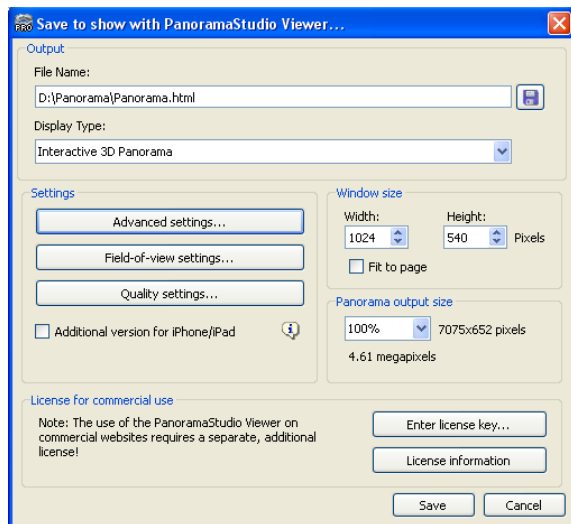 PRO Save to show with PanoramaStudio Viewer...
Output
File Name:
D:\Panorama\Panorama.html
Display Type:
Interactive 3D Panorama
Settings
Advanced settings...
Field-of-view settings...
Quality settings...
Additional version for iPhone/iPad
Window size
Width:
Height:
1024
540
Pixels
Fit to page
Panorama output size
100%
7075x652 pixels
4.61 megapixels
License for commercial use
Note: The use of the PanoramaStudio Viewer on
commercial websites requires a separate, additional
license!
Enter license key...
License information
Save
Cancel